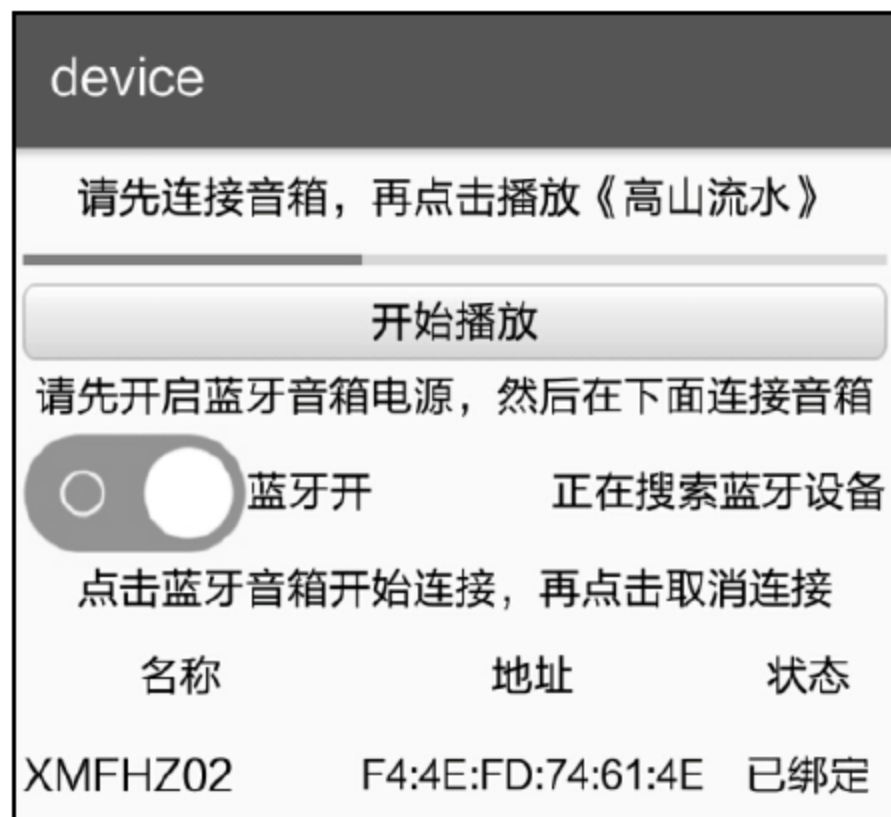 device
请先连接音箱，再点击播放《高山流水》
开始播放
请先开启蓝牙音箱电源，然后在下面连接音箱
蓝牙开 正在搜索蓝牙设备
点击蓝牙音箱开始连接，再点击取消连接
名称 地址 状态
XMFHZ02 F4:4E:FD:74:61:4E 已绑定